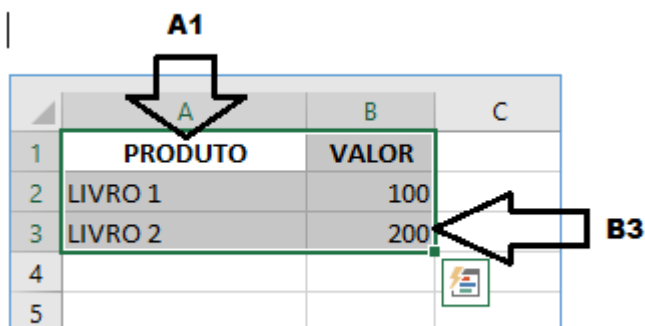 A1
A B C
1 PRODUTO VALOR
2 LIVRO 1 100
3 LIVRO 2 200
B3
4
5